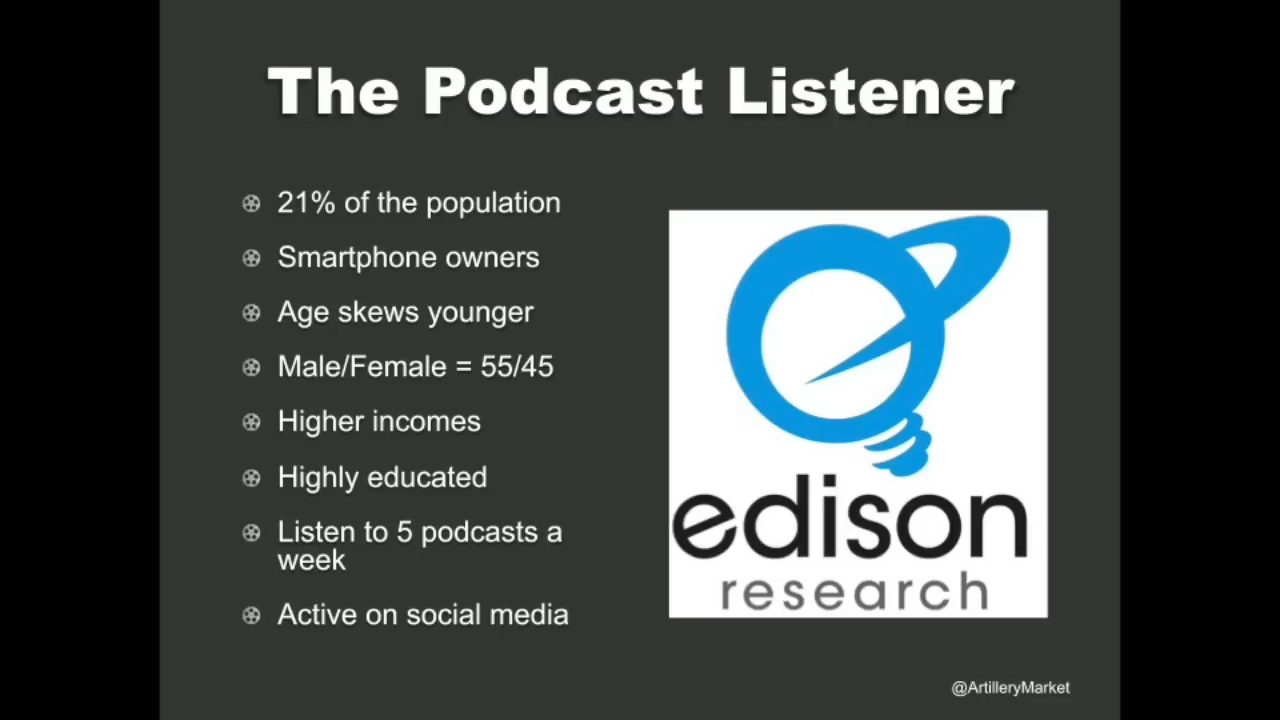 The Podcast Listener
21% of the population
Smartphone owners
Age skews younger
Male/Female = 55/45
Higher incomes
Highly educated
Listen to 5 podcasts a
week
Active on social media
edison
research
@ArtilleryMarket